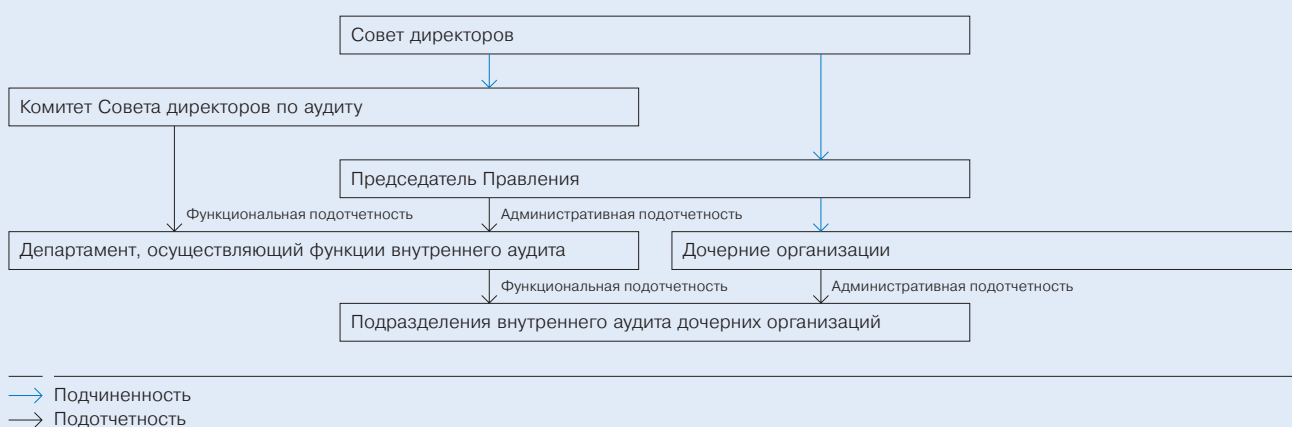 Совет директоров
Комитет Совета директоров по аудиту
Председатель Правления
Функциональная подотчетность
Административная подотчетность
Департамент, осуществляющий функции внутреннего аудита
Дочерние организации
Функциональная подотчетность
Административная подотчетность
Подразделения внутреннего аудита дочерних организаций
Подчиненность
Подотчетность